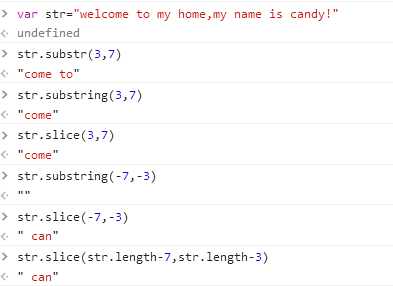 > var str="welcome to my home,my name is candy!"
< undefined
> str.substr(3,7)
< "come to"
> str.substring(3,7)
< "come"
> str.slice(3,7)
< "come"
> str.substring(-7,-3)
< ""
> str.slice(-7,-3)
< " can"
> str.slice(str.length-7,str.length-3)
< " can"